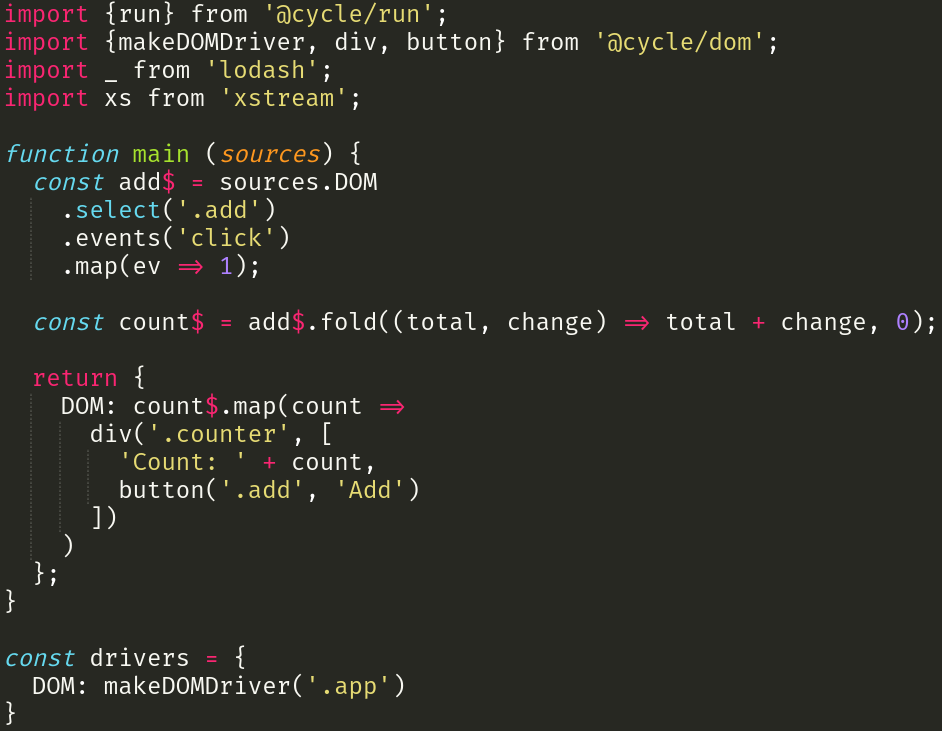 import {run} from '@cycle/run';
import {makeDOMDriver, div, button} from '@cycle/dom';
import _ from 'lodash';
import xs from 'xstream';

function main (sources) {
  const add$ = sources.DOM
    .select('.add')
    .events('click')
    .map(ev => 1);

  const count$ = add$.fold((total, change) => total + change, 0);

  return {
    DOM: count$.map(count =>
      div('.counter', [
        'Count: ' + count,
        button('.add', 'Add')
      ])
    )
  };
}

const drivers = {
  DOM: makeDOMDriver('.app')
}